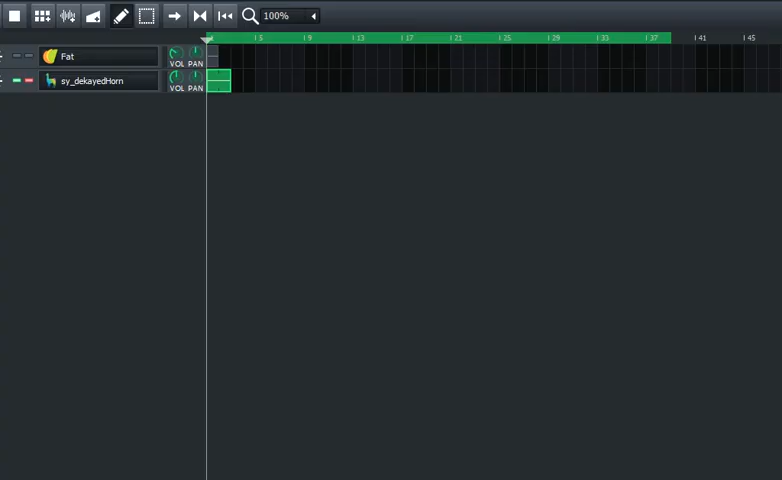 100%
5 9 13 17 21 25 29 33 37 41 45
Fat
VOL PAN
sy_dekayedHorn
VOL PAN